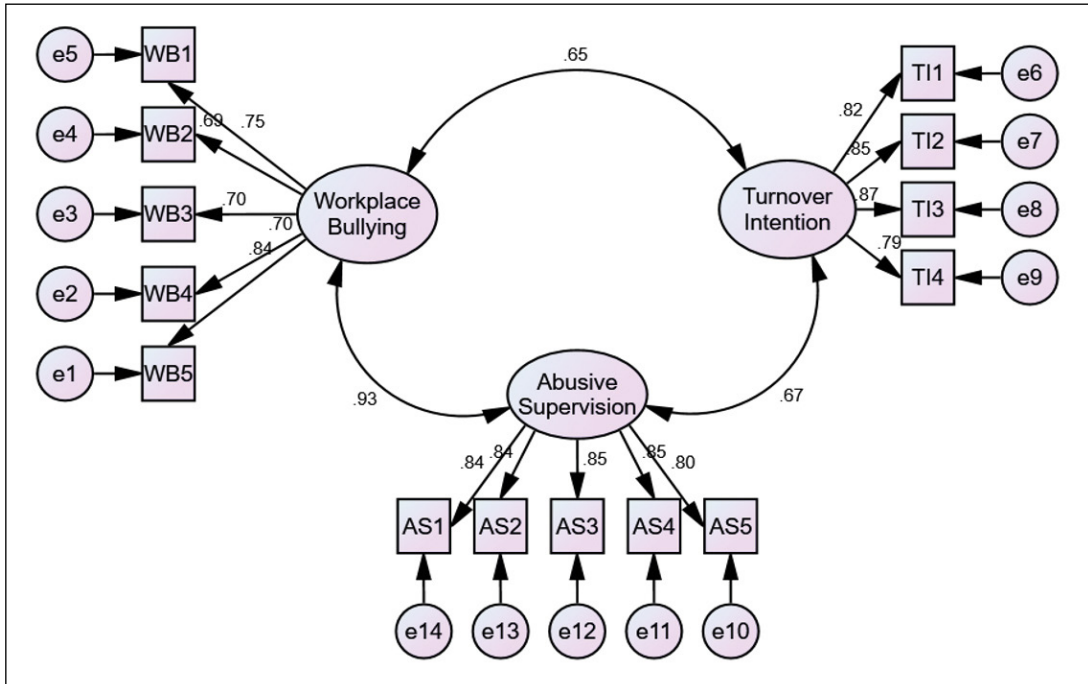 e5
WB1
e4
WB2
e3
WB3
e2
WB4
e1
WB5
.75
.69
.70
.70
.84
Workplace
Bullying
.65
Turnover
Intention
.82
.85
.87
.79
TI1
e6
TI2
e7
TI3
e8
TI4
e9
.93
.67
Abusive
Supervision
.84
.84
.85
.85
.80
AS1
AS2
AS3
AS4
AS5
e14
e13
e12
e11
e10